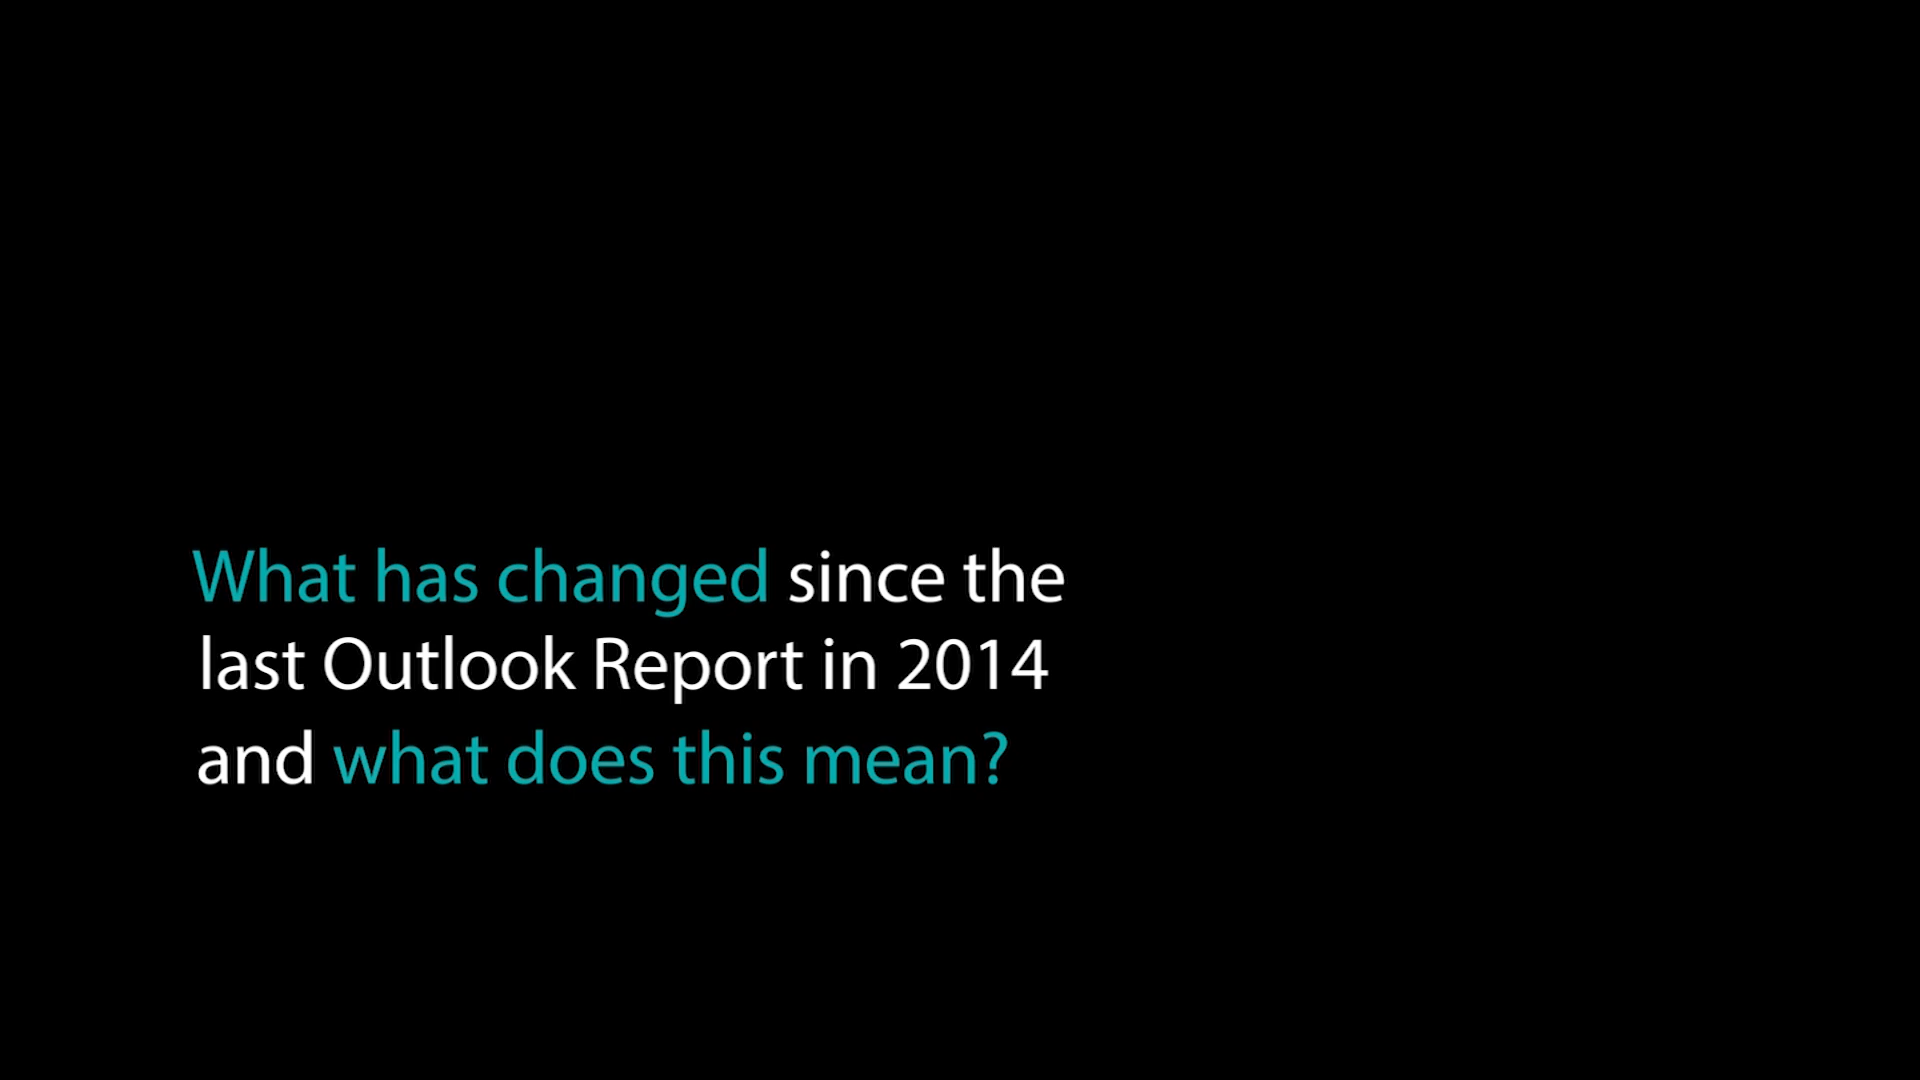 What has changed since the
last Outlook Report in 2014
and what does this mean?